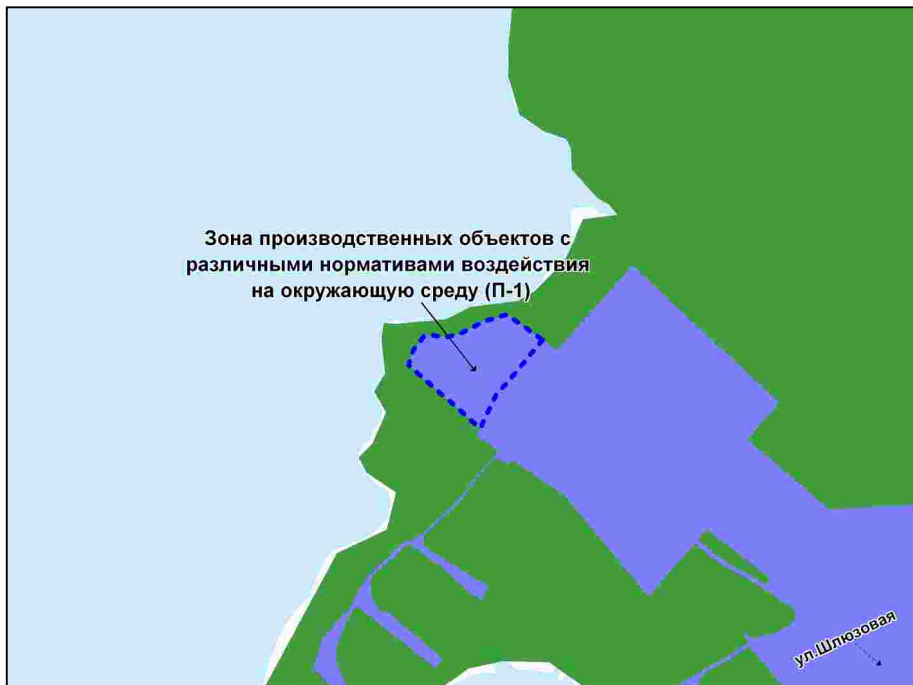 Зона производственных объектов с
различными нормативами воздействия
на окружающую среду (П-1)
ул.Шлюзовая